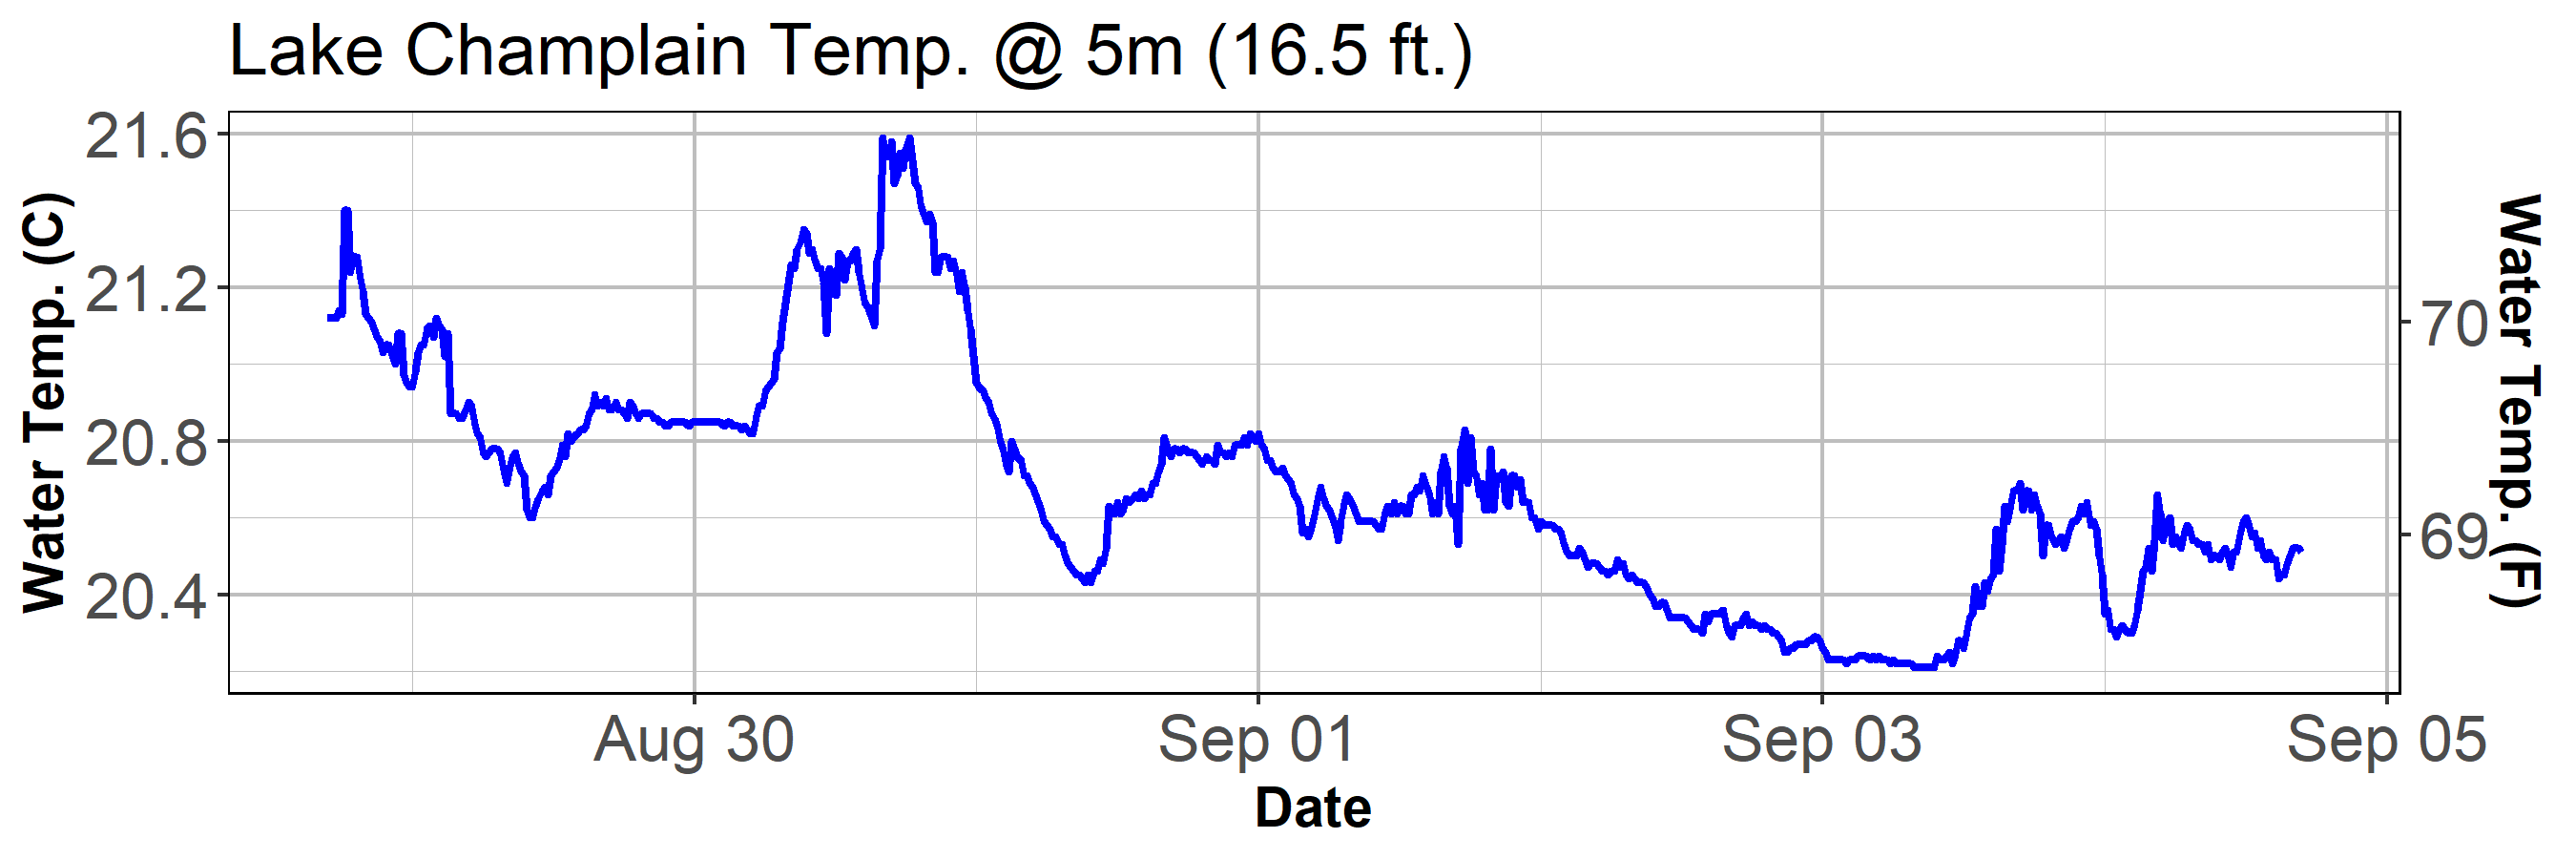 Lake Champlain Temp. @ 5m (16.5 ft.)
Water Temp. (C)
21.6
21.2
20.8
20.4
70
69
Water Temp. (F)
Aug 30
Sep 01
Sep 03
Sep 05
Date